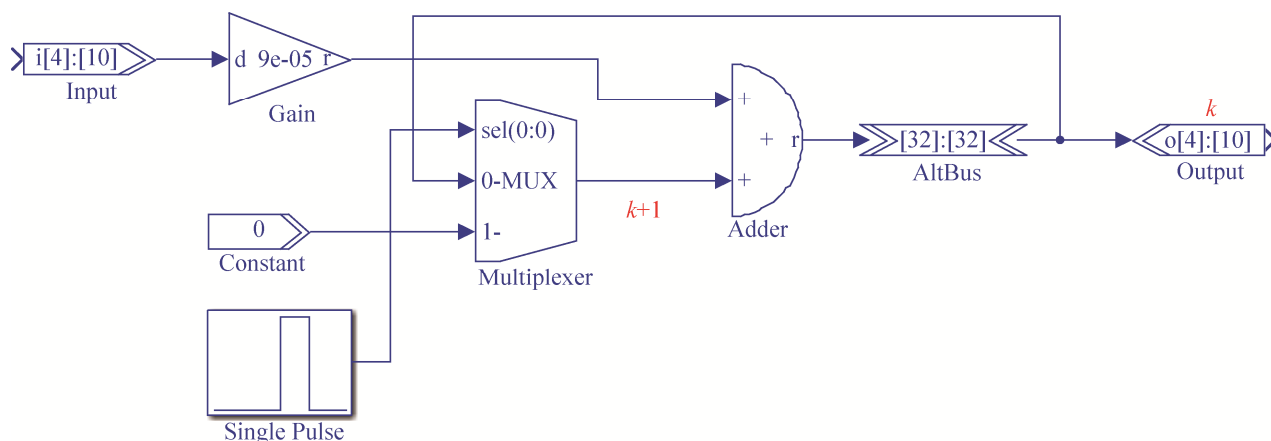 i[4]:[10]
Input
d 9e-05 r
Gain
sel(0:0)
0-MUX
1-
Multiplexer
0
Constant
Single Pulse
k+1
+
+ r
+
Adder
[32]:[32]
AltBus
k
o[4]:[10]
Output